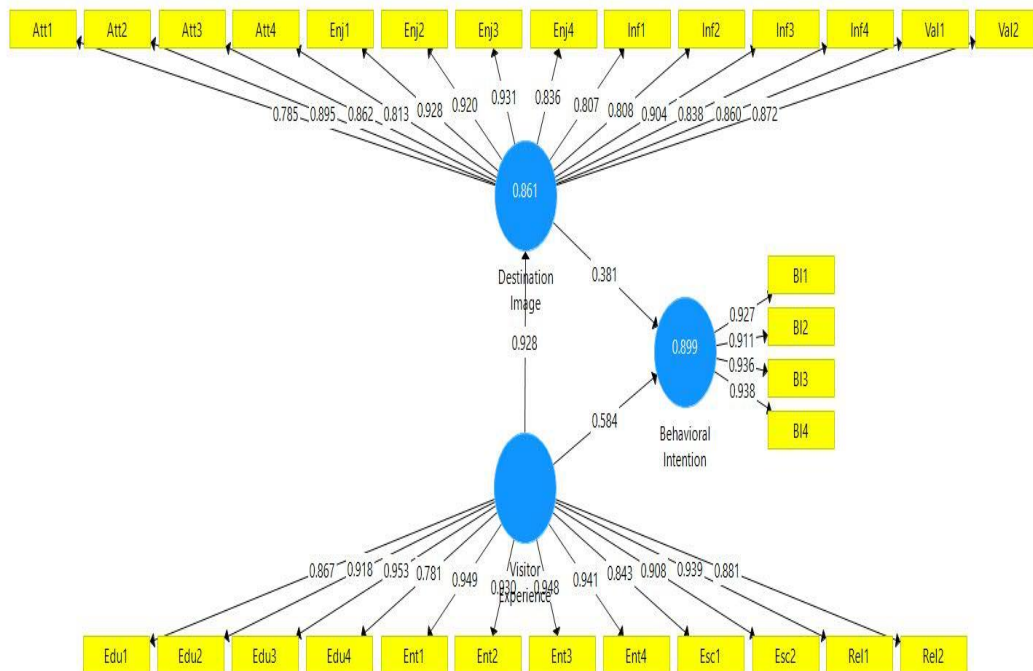 Att1 Att2 Att3 Att4 Enj1 Enj2 Enj3 Enj4 Inf1 Inf2 Inf3 Inf4 Val1 Val2
0.785 0.895 0.862 0.813 0.928 0.920 0.931 0.836 0.807 0.808 0.904 0.838 0.860 0.872
0.861
Destination
Image
0.381
0.928
0.899
Behavioral
Intention
0.927
0.911
0.936
0.938
BI1
BI2
BI3
BI4
0.584
Visitor
Experience
0.867 0.918 0.953 0.781 0.949 0.930 0.948 0.941 0.843 0.908 0.939 0.881
Edu1 Edu2 Edu3 Edu4 Ent1 Ent2 Ent3 Ent4 Esc1 Esc2 Rel1 Rel2